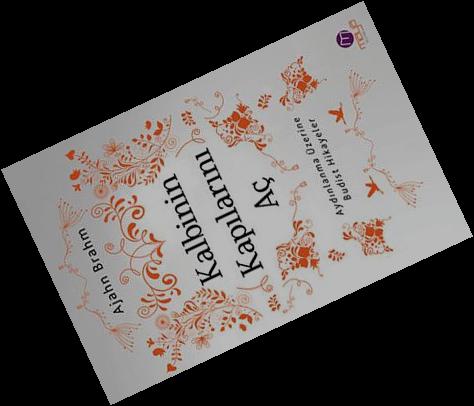 Ajahn Brahm
Kalbinin
Kapılarını
Aç
Aydınlanma Üzerine
Budist Hikayeler